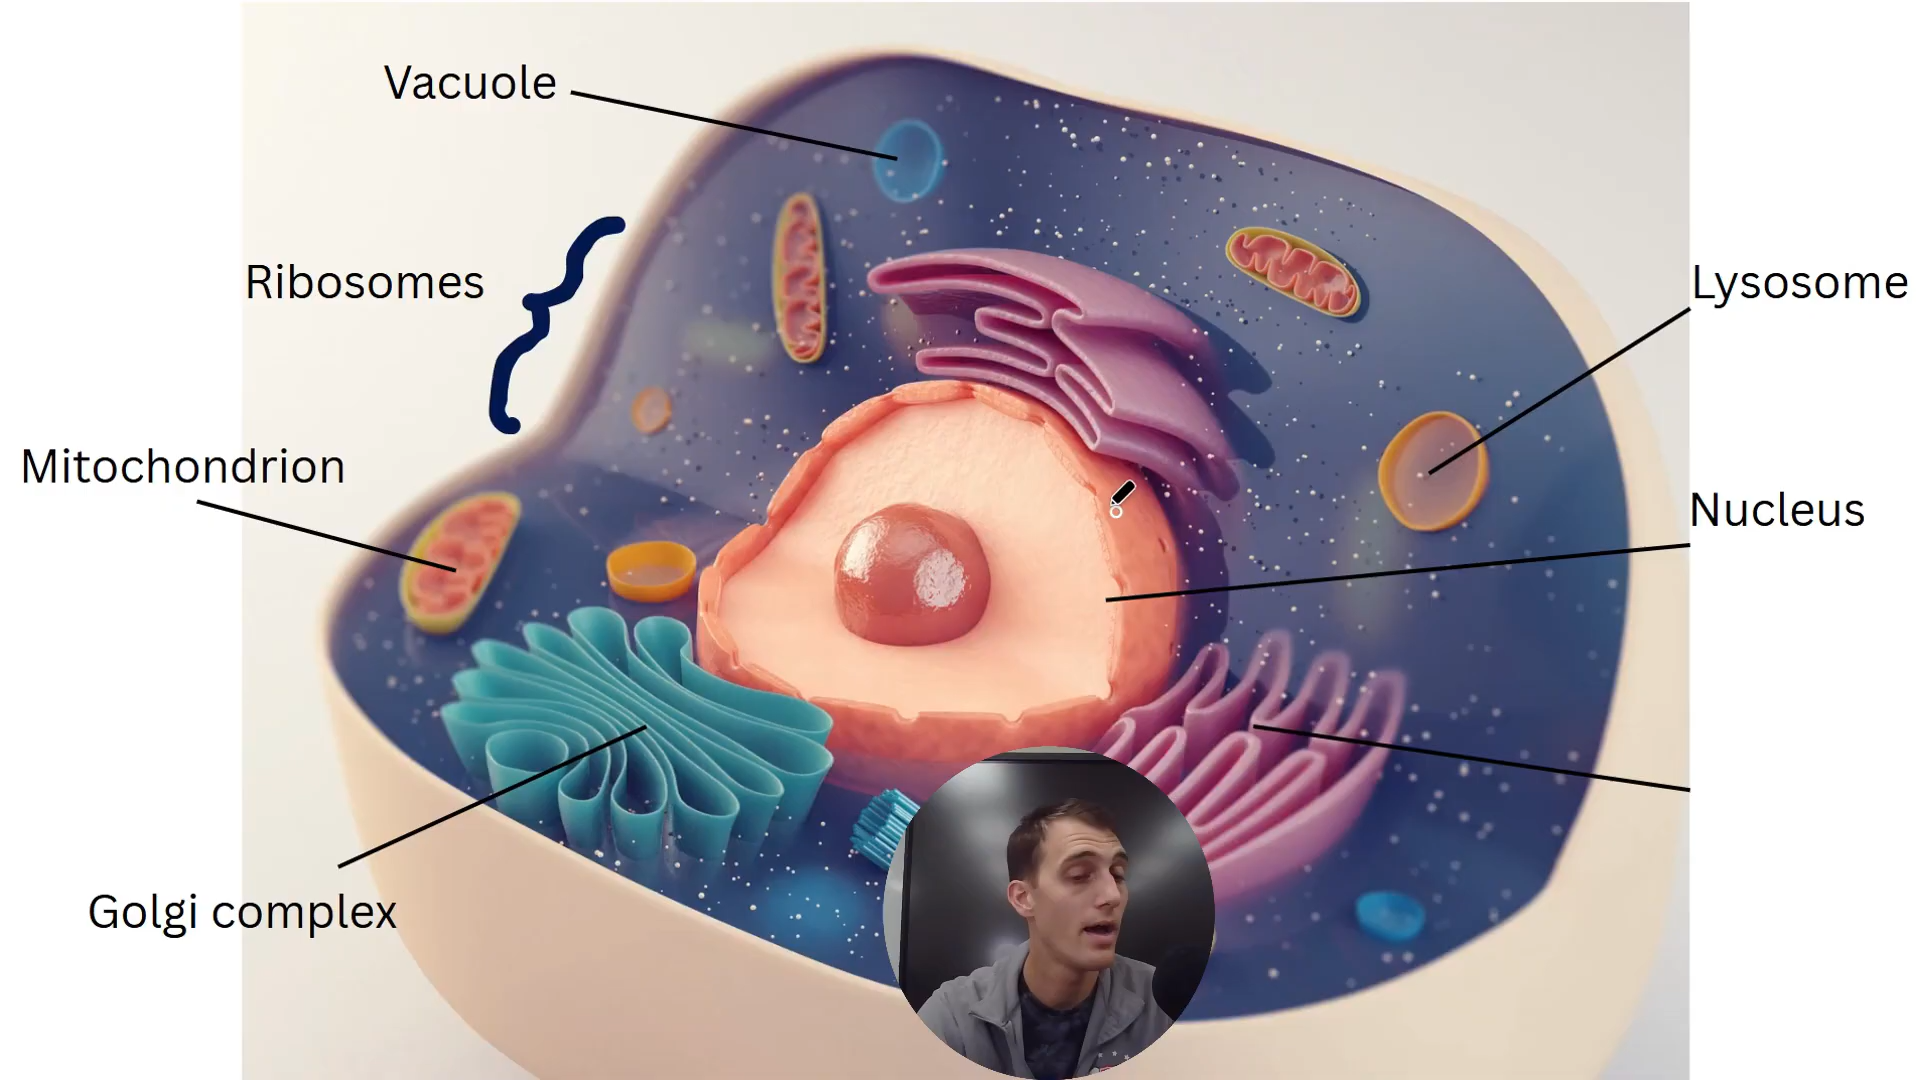 Vacuole
Ribosomes
Lysosome
Mitochondrion
Nucleus
Golgi complex